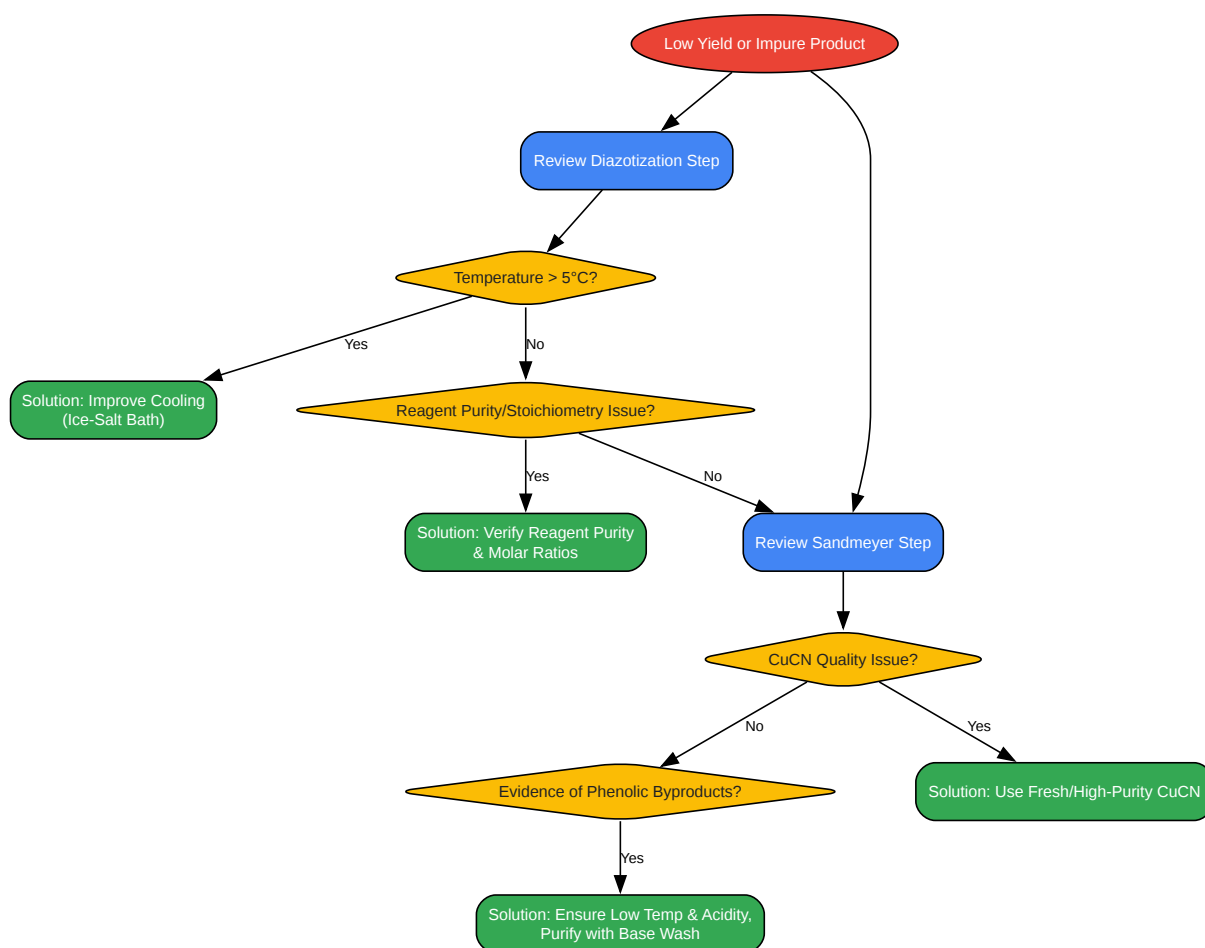 Low Yield or Impure Product
Review Diazotization Step
Temperature > 5°C?
Yes
No
Solution: Improve Cooling
(Ice-Salt Bath)
Reagent Purity/Stoichiometry Issue?
Yes
No
Solution: Verify Reagent Purity
& Molar Ratios
Review Sandmeyer Step
CuCN Quality Issue?
No
Yes
Evidence of Phenolic Byproducts?
Solution: Use Fresh/High-Purity CuCN
Yes
Solution: Ensure Low Temp & Acidity,
Purify with Base Wash